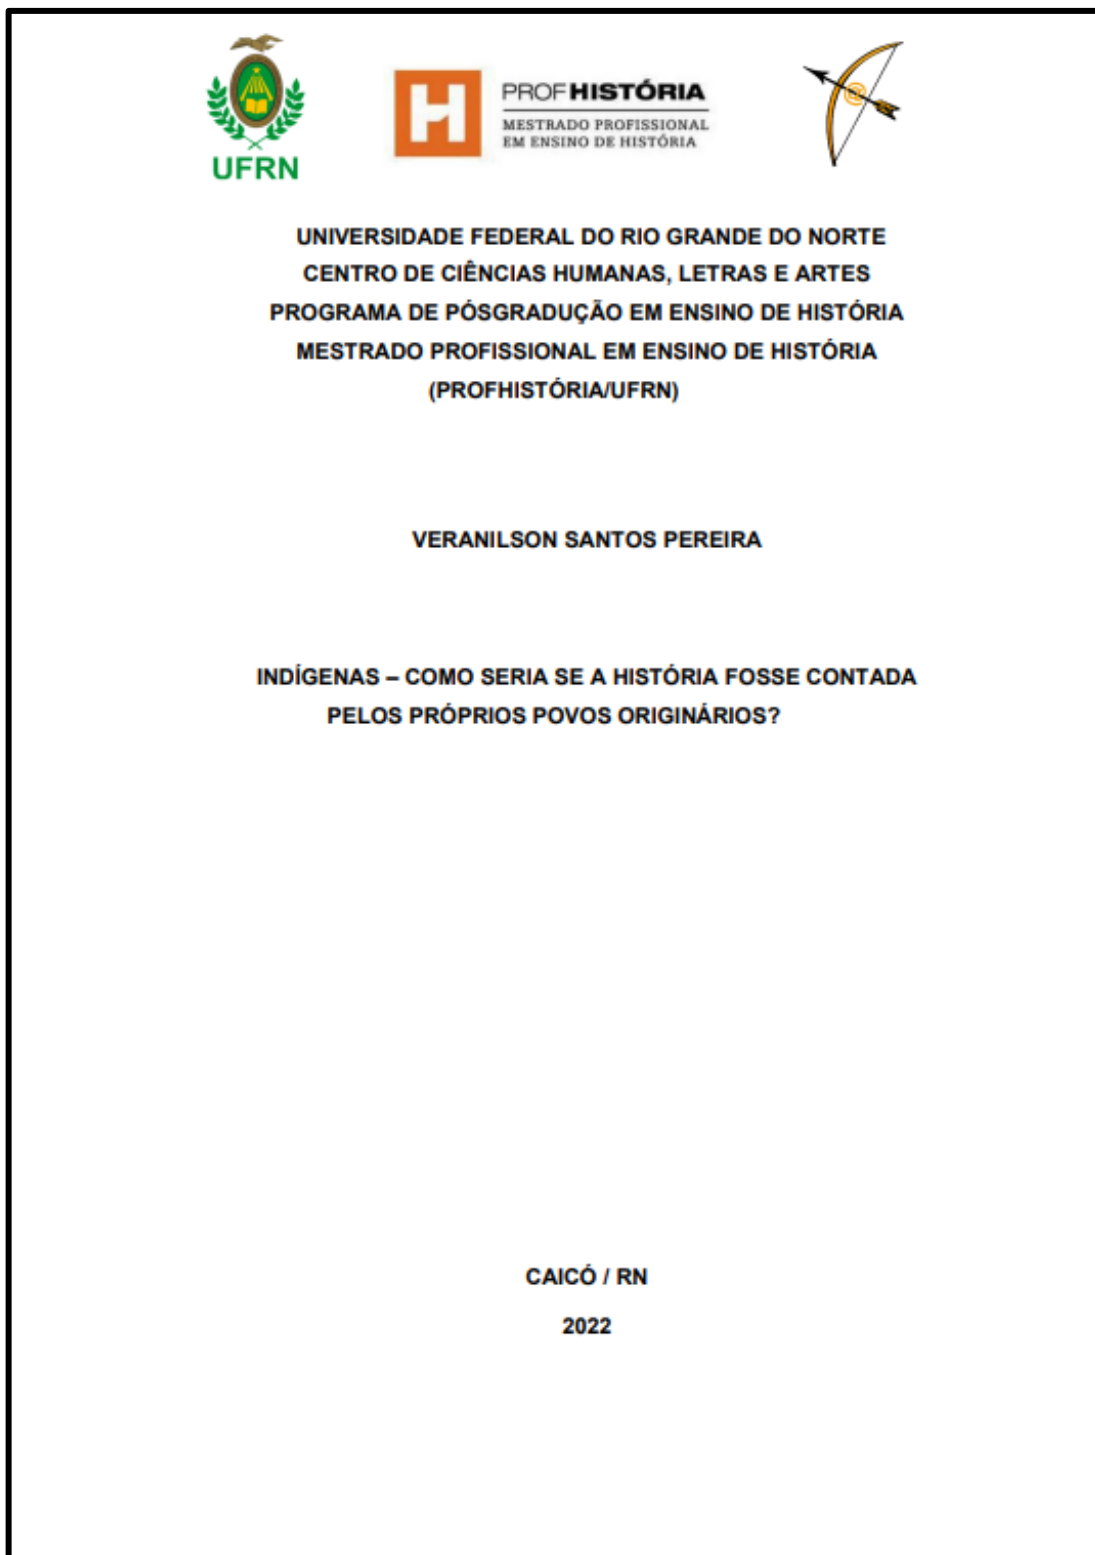 UFRN
H
PROFHISTÓRIA
MESTRADO PROFISSIONAL
EM ENSINO DE HISTÓRIA
UNIVERSIDADE FEDERAL DO RIO GRANDE DO NORTE
CENTRO DE CIÊNCIAS HUMANAS, LETRAS E ARTES
PROGRAMA DE PÓSGRADUÇÃO EM ENSINO DE HISTÓRIA
MESTRADO PROFISSIONAL EM ENSINO DE HISTÓRIA
(PROFHISTÓRIA/UFRN)
VERANILSON SANTOS PEREIRA
INDÍGENAS – COMO SERIA SE A HISTÓRIA FOSSE CONTADA
PELOS PRÓPRIOS POVOS ORIGINÁRIOS?
CAICÓ / RN
2022